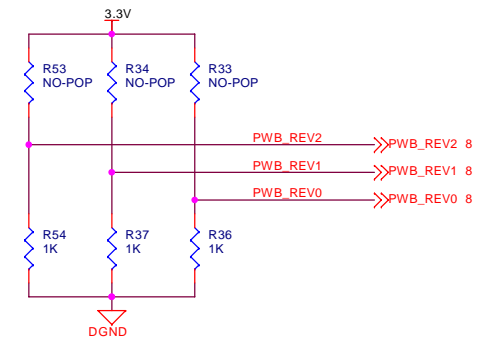 3.3V
R53
NO-POP
R34
NO-POP
R33
NO-POP
PWB_REV2
PWB_REV2 8
PWB_REV1
PWB_REV1 8
PWB_REV0
PWB_REV0 8
R54
1K
R37
1K
R36
1K
DGND